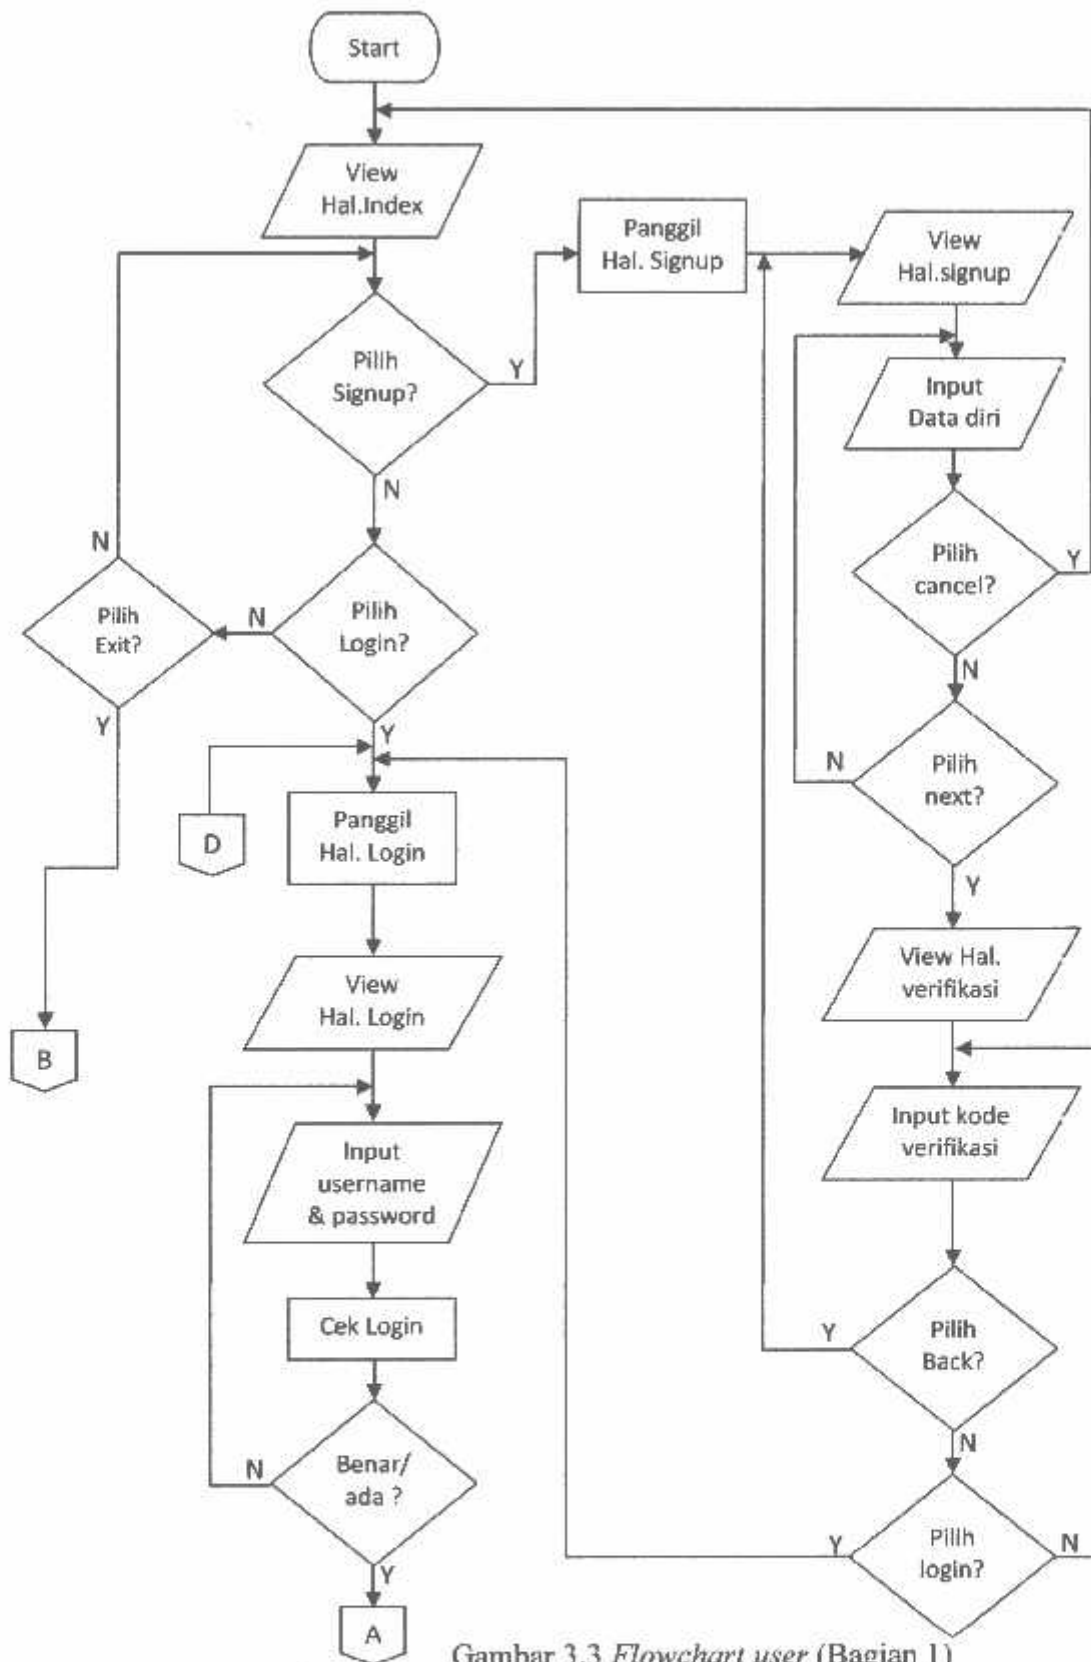 Start
View
Hal.Index
Panggil
Hal. Signup
View
Hal.signup
Pilih
Signup?
Y
N
Input
Data diri
Pilih
cancel?
Y
N
Pilih
Login?
N
Y
Pilih
Exit?
N
Y
Pilih
next?
N
Y
D
Panggil
Hal. Login
View Hal.
verifikasi
View
Hal. Login
B
Input kode
verifikasi
Input
username
& password
Cek Login
Pilih
Back?
Y
N
Benar/
ada ?
N
Y
Pilih
login?
Y
N
A
Gambar 3.3 Flowchart user (Bagian 1)